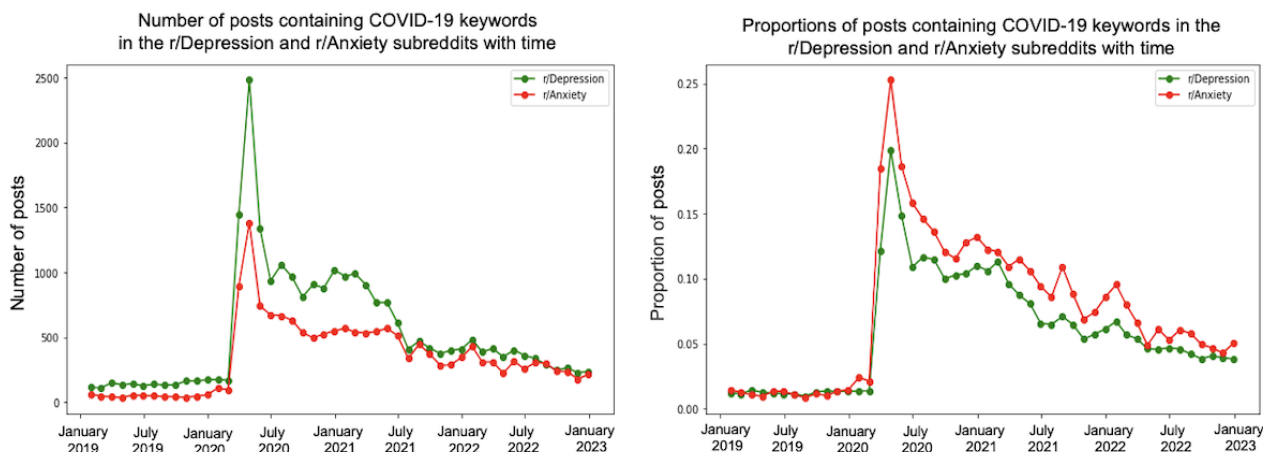 Number of posts containing COVID-19 keywords
in the r/Depression and r/Anxiety subreddits with time
2500
2000
1500
1000
500
0
Number of posts
r/Depression
r/Anxiety
January July January July January July January July January
2019 2019 2020 2020 2021 2021 2022 2022 2023
Proportions of posts containing COVID-19 keywords in the
r/Depression and r/Anxiety subreddits with time
0.25
0.20
0.15
0.10
0.05
0.00
Proportion of posts
r/Depression
r/Anxiety
January July January July January July January July January
2019 2019 2020 2020 2021 2021 2022 2022 2023